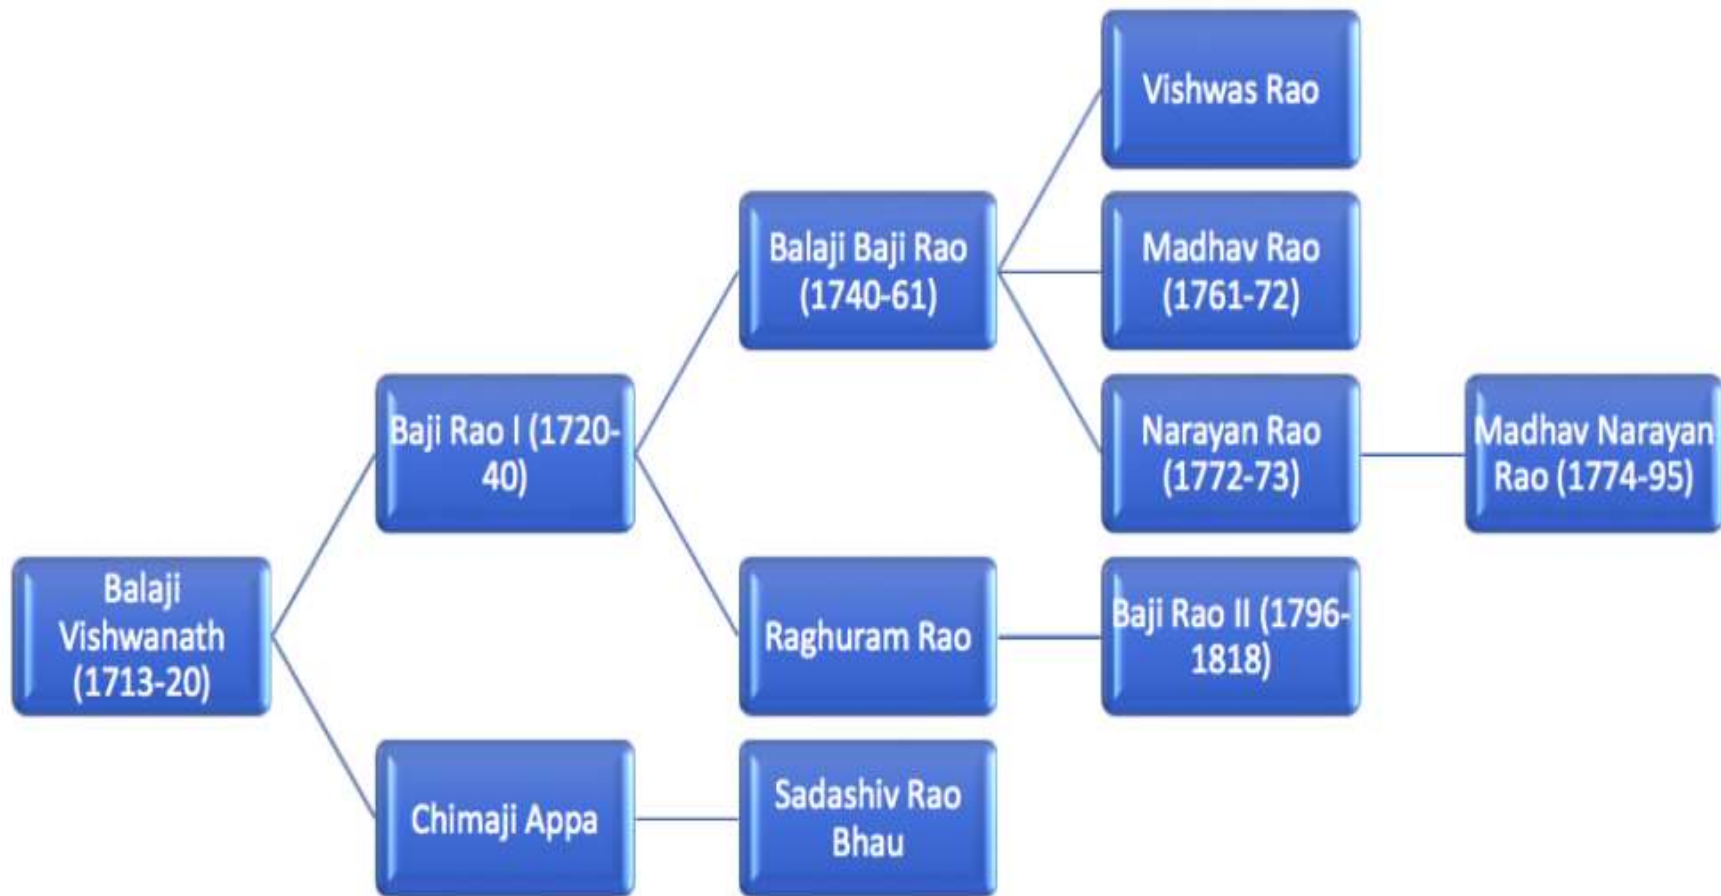 Vishwas Rao
Balaji Baji Rao
(1740-61)
Madhav Rao
(1761-72)
Baji Rao I (1720-
40)
Narayan Rao
(1772-73)
Madhav Narayan
Rao (1774-95)
Balaji
Vishwanath
(1713-20)
Raghuram Rao
Baji Rao II (1796-
1818)
Chimaji Appa
Sadashiv Rao
Bhau